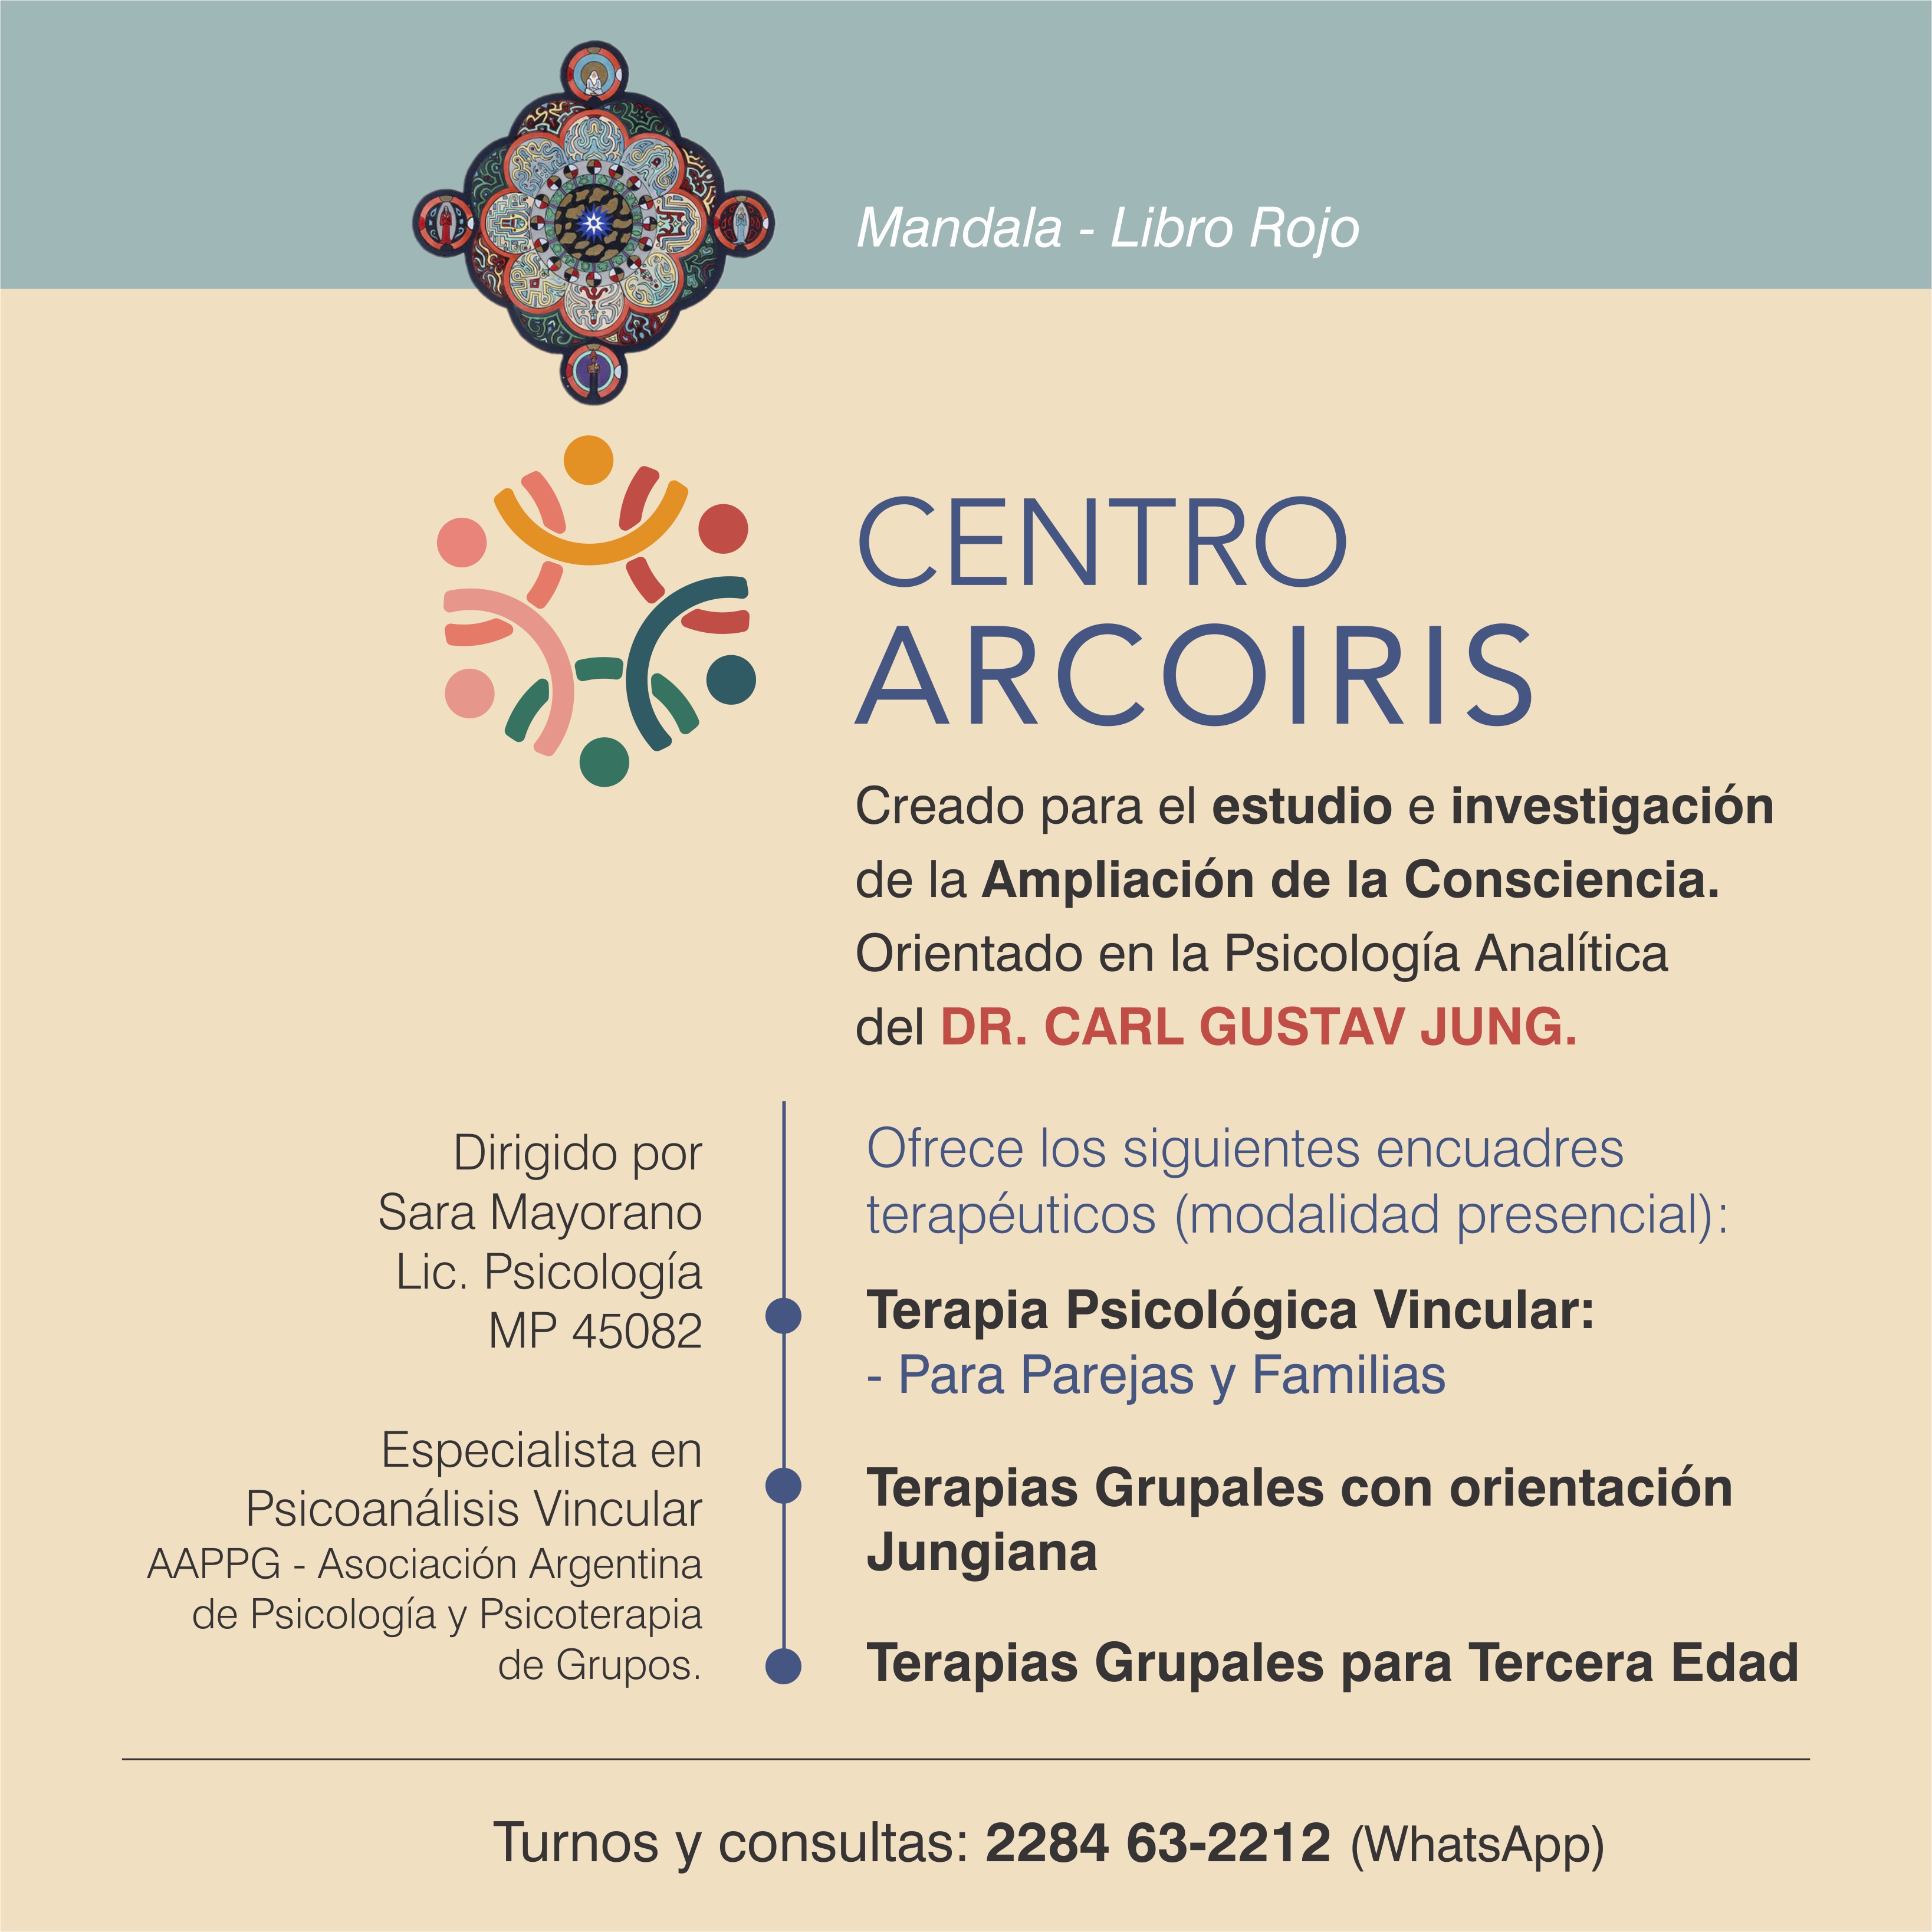 Mandala - Libro Rojo
CENTRO
ARCOIRIS
Creado para el estudio e investigación
de la Ampliación de la Consciencia.
Orientado en la Psicología Analítica
del DR. CARL GUSTAV JUNG.
Dirigido por
Sara Mayorano
Lic. Psicología
MP 45082
Especialista en
Psicoanálisis Vincular
AAPPG - Asociación Argentina
de Psicología y Psicoterapia
de Grupos.
Ofrece los siguientes encuadres
terapéuticos (modalidad presencial):
Terapia Psicológica Vincular:
- Para Parejas y Familias
Terapias Grupales con orientación
Jungiana
Terapias Grupales para Tercera Edad
Turnos y consultas: 2284 63-2212 (WhatsApp)